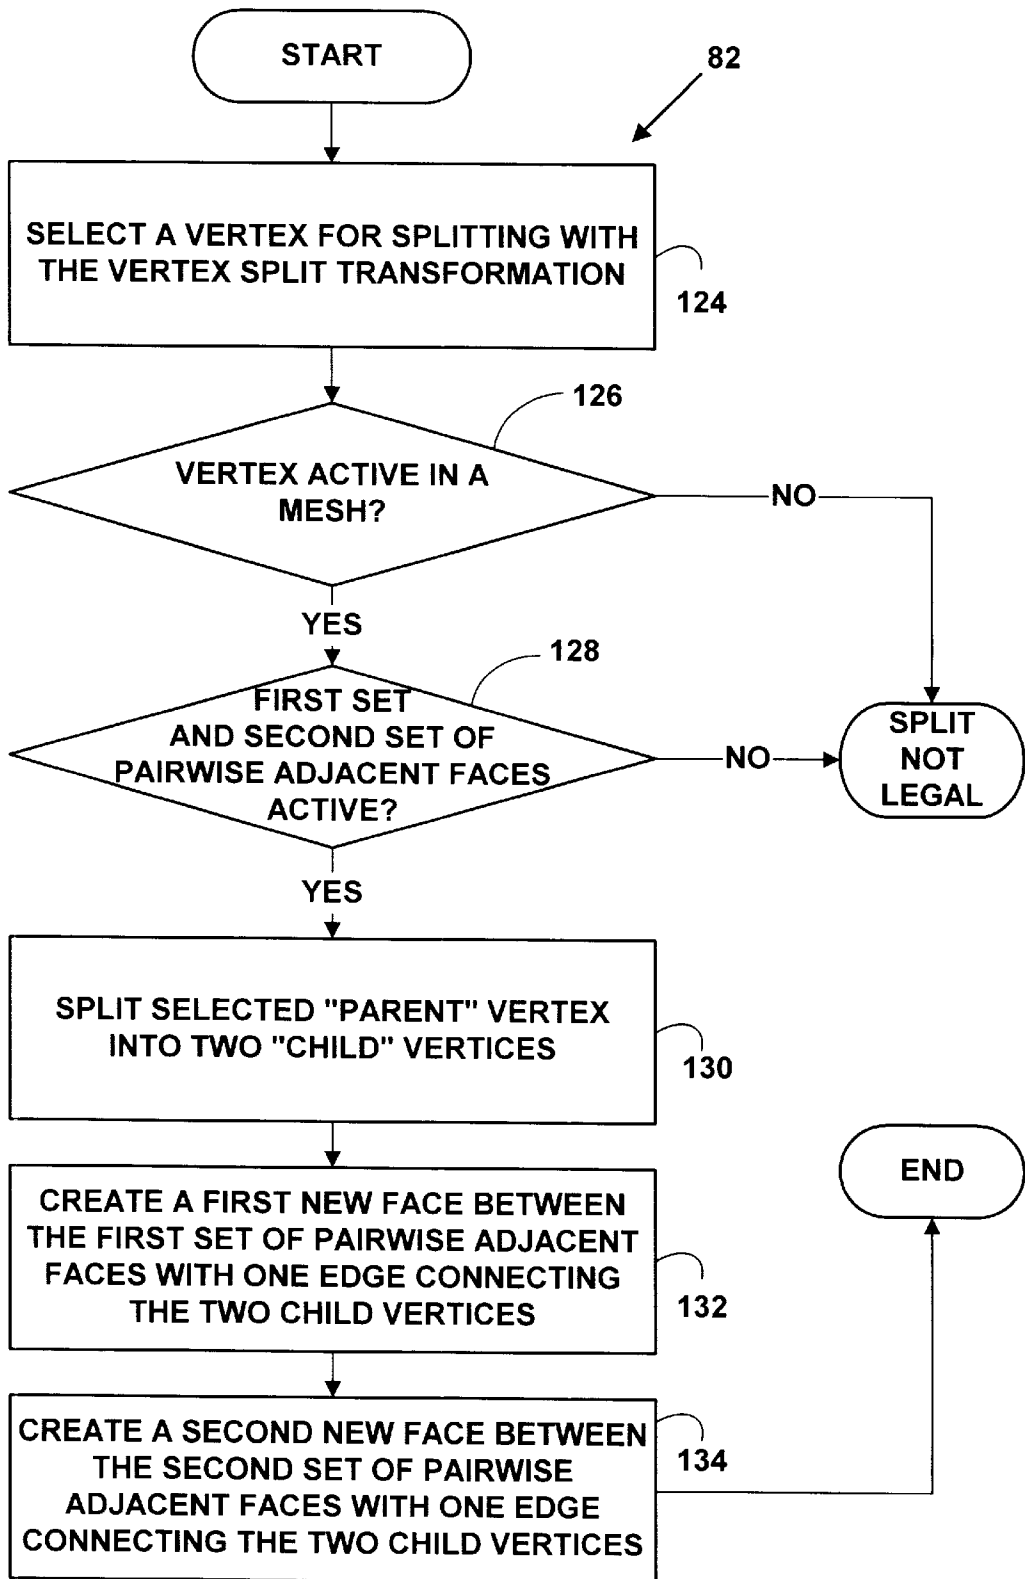 START
82
SELECT A VERTEX FOR SPLITTING WITH
THE VERTEX SPLIT TRANSFORMATION
124
126
VERTEX ACTIVE IN A
MESH?
NO
YES
128
FIRST SET
AND SECOND SET OF
PAIRWISE ADJACENT FACES
ACTIVE?
NO
SPLIT
NOT
LEGAL
YES
SPLIT SELECTED "PARENT" VERTEX
INTO TWO "CHILD" VERTICES
130
END
CREATE A FIRST NEW FACE BETWEEN
THE FIRST SET OF PAIRWISE ADJACENT
FACES WITH ONE EDGE CONNECTING
THE TWO CHILD VERTICES
132
CREATE A SECOND NEW FACE BETWEEN
THE SECOND SET OF PAIRWISE
ADJACENT FACES WITH ONE EDGE
CONNECTING THE TWO CHILD VERTICES
134